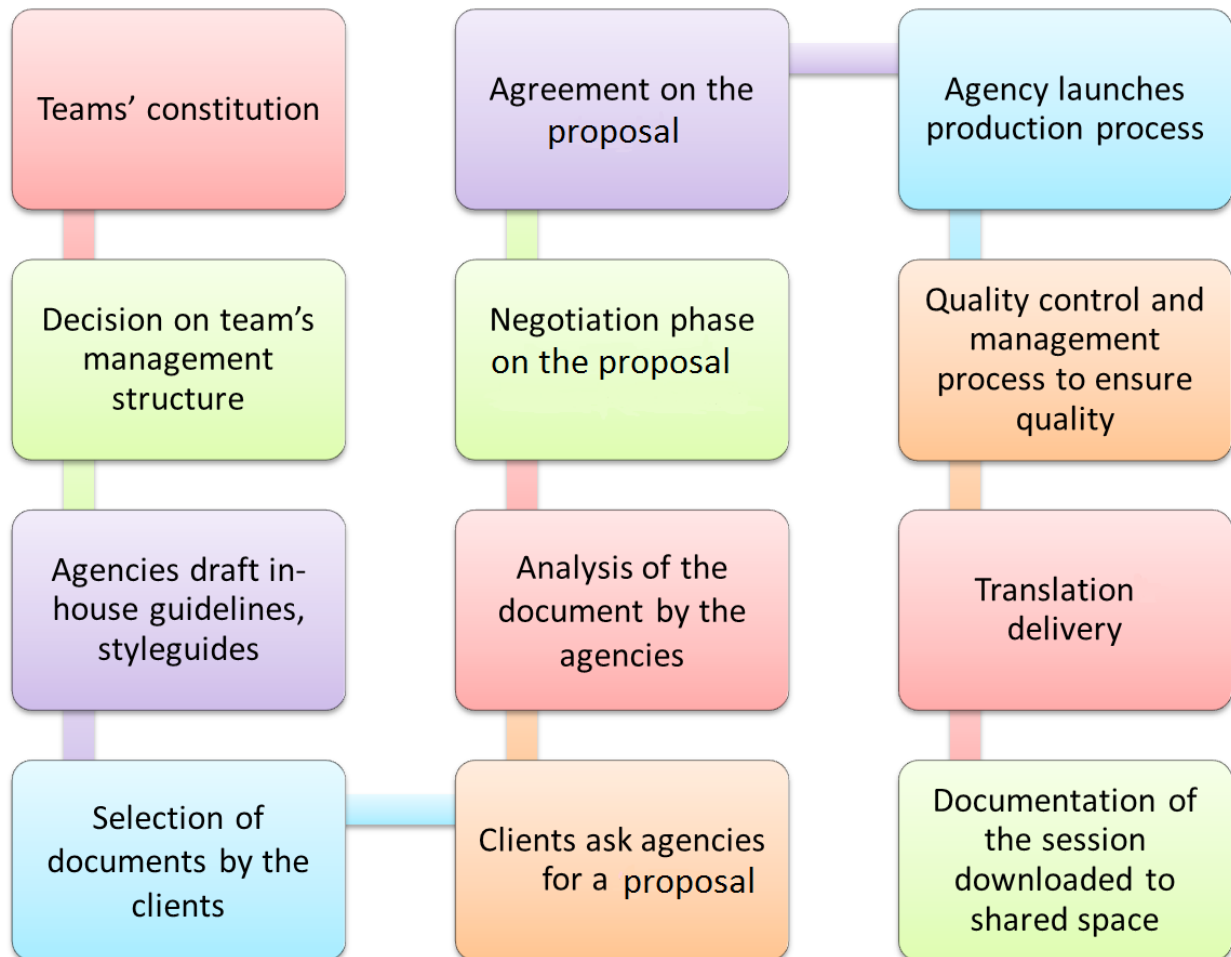 Teams’ constitution
Decision on team’s
management
structure
Agencies draft in-
house guidelines,
styleguides
Selection of
documents by the
clients
Clients ask agencies
for a proposal
Analysis of the
document by the
agencies
Negotiation phase
on the proposal
Agreement on the
proposal
Agency launches
production process
Quality control and
management
process to ensure
quality
Translation
delivery
Documentation of
the session
downloaded to
shared space